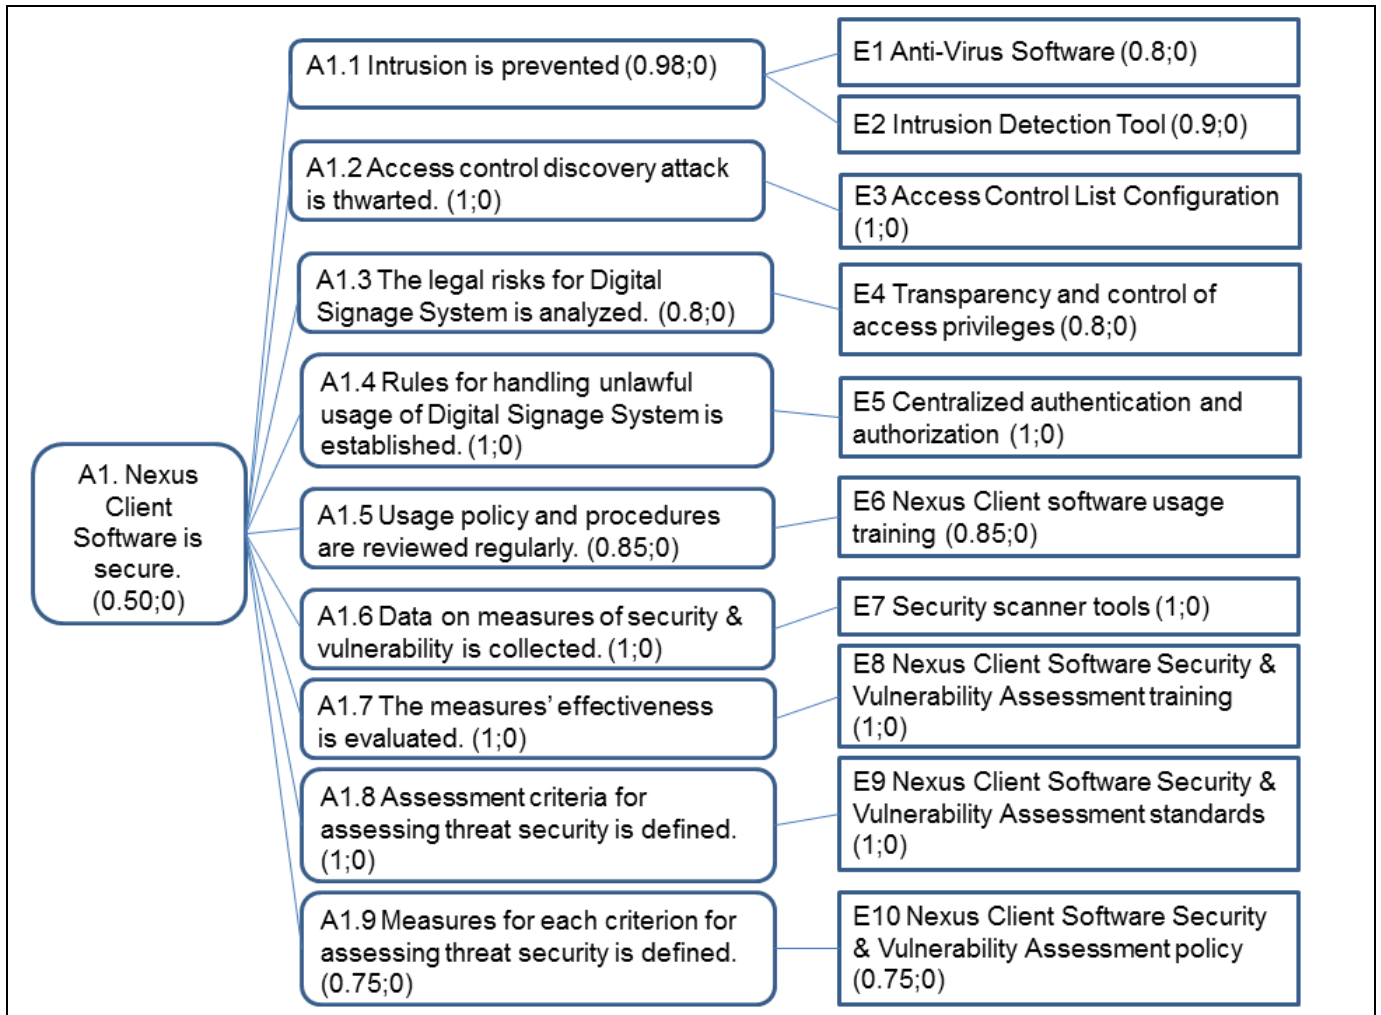 A1. Nexus
Client
Software is
secure.
(0.50;0)
A1.1 Intrusion is prevented (0.98;0)
A1.2 Access control discovery attack
is thwarted. (1;0)
A1.3 The legal risks for Digital
Signage System is analyzed. (0.8;0)
A1.4 Rules for handling unlawful
usage of Digital Signage System is
established. (1;0)
A1.5 Usage policy and procedures
are reviewed regularly. (0.85;0)
A1.6 Data on measures of security &
vulnerability is collected. (1;0)
A1.7 The measures’ effectiveness
is evaluated. (1;0)
A1.8 Assessment criteria for
assessing threat security is defined.
(1;0)
A1.9 Measures for each criterion for
assessing threat security is defined.
(0.75;0)
E1 Anti-Virus Software (0.8;0)
E2 Intrusion Detection Tool (0.9;0)
E3 Access Control List Configuration
(1;0)
E4 Transparency and control of
access privileges (0.8;0)
E5 Centralized authentication and
authorization (1;0)
E6 Nexus Client software usage
training (0.85;0)
E7 Security scanner tools (1;0)
E8 Nexus Client Software Security &
Vulnerability Assessment training
(1;0)
E9 Nexus Client Software Security &
Vulnerability Assessment standards
(1;0)
E10 Nexus Client Software Security
& Vulnerability Assessment policy
(0.75;0)